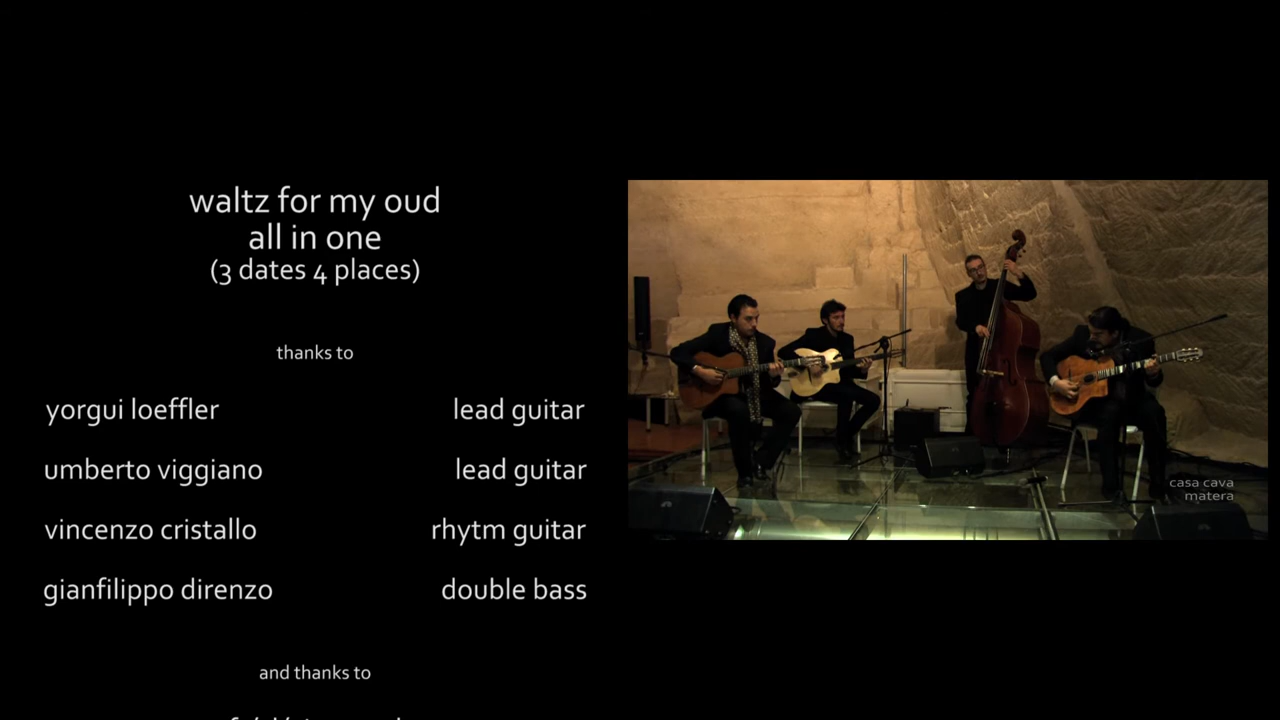 waltz for my oud
all in one
(3 dates 4 places)
thanks to
yorgui loeffler lead guitar
umberto viggiano lead guitar
vincenzo cristallo rhytm guitar
gianfilippo direnzo double bass
and thanks to
casa cava
matera